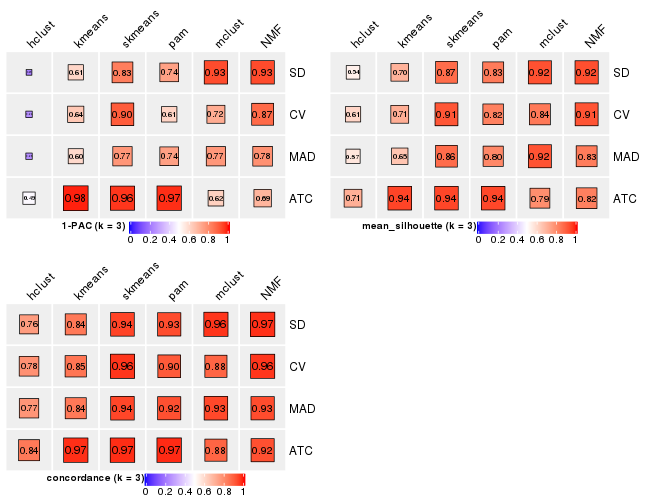 hclust kmeans skmeans pam mclust NMF
0.61 0.83 0.74 0.93 0.93 SD
0.64 0.90 0.61 0.72 0.87 CV
0.60 0.77 0.74 0.77 0.78 MAD
0.49 0.98 0.96 0.97 0.62 0.69 ATC
1-PAC (k = 3)
0 0.2 0.4 0.6 0.8 1
hclust kmeans skmeans pam mclust NMF
0.54 0.70 0.87 0.83 0.92 0.92 SD
0.61 0.71 0.91 0.82 0.84 0.91 CV
0.57 0.65 0.86 0.80 0.92 0.83 MAD
0.71 0.94 0.94 0.94 0.79 0.82 ATC
mean_silhouette (k = 3)
0 0.2 0.4 0.6 0.8 1
hclust kmeans skmeans pam mclust NMF
0.76 0.84 0.94 0.93 0.96 0.97 SD
0.78 0.85 0.96 0.90 0.88 0.96 CV
0.77 0.84 0.94 0.92 0.93 0.93 MAD
0.84 0.97 0.97 0.97 0.88 0.92 ATC
concordance (k = 3)
0 0.2 0.4 0.6 0.8 1